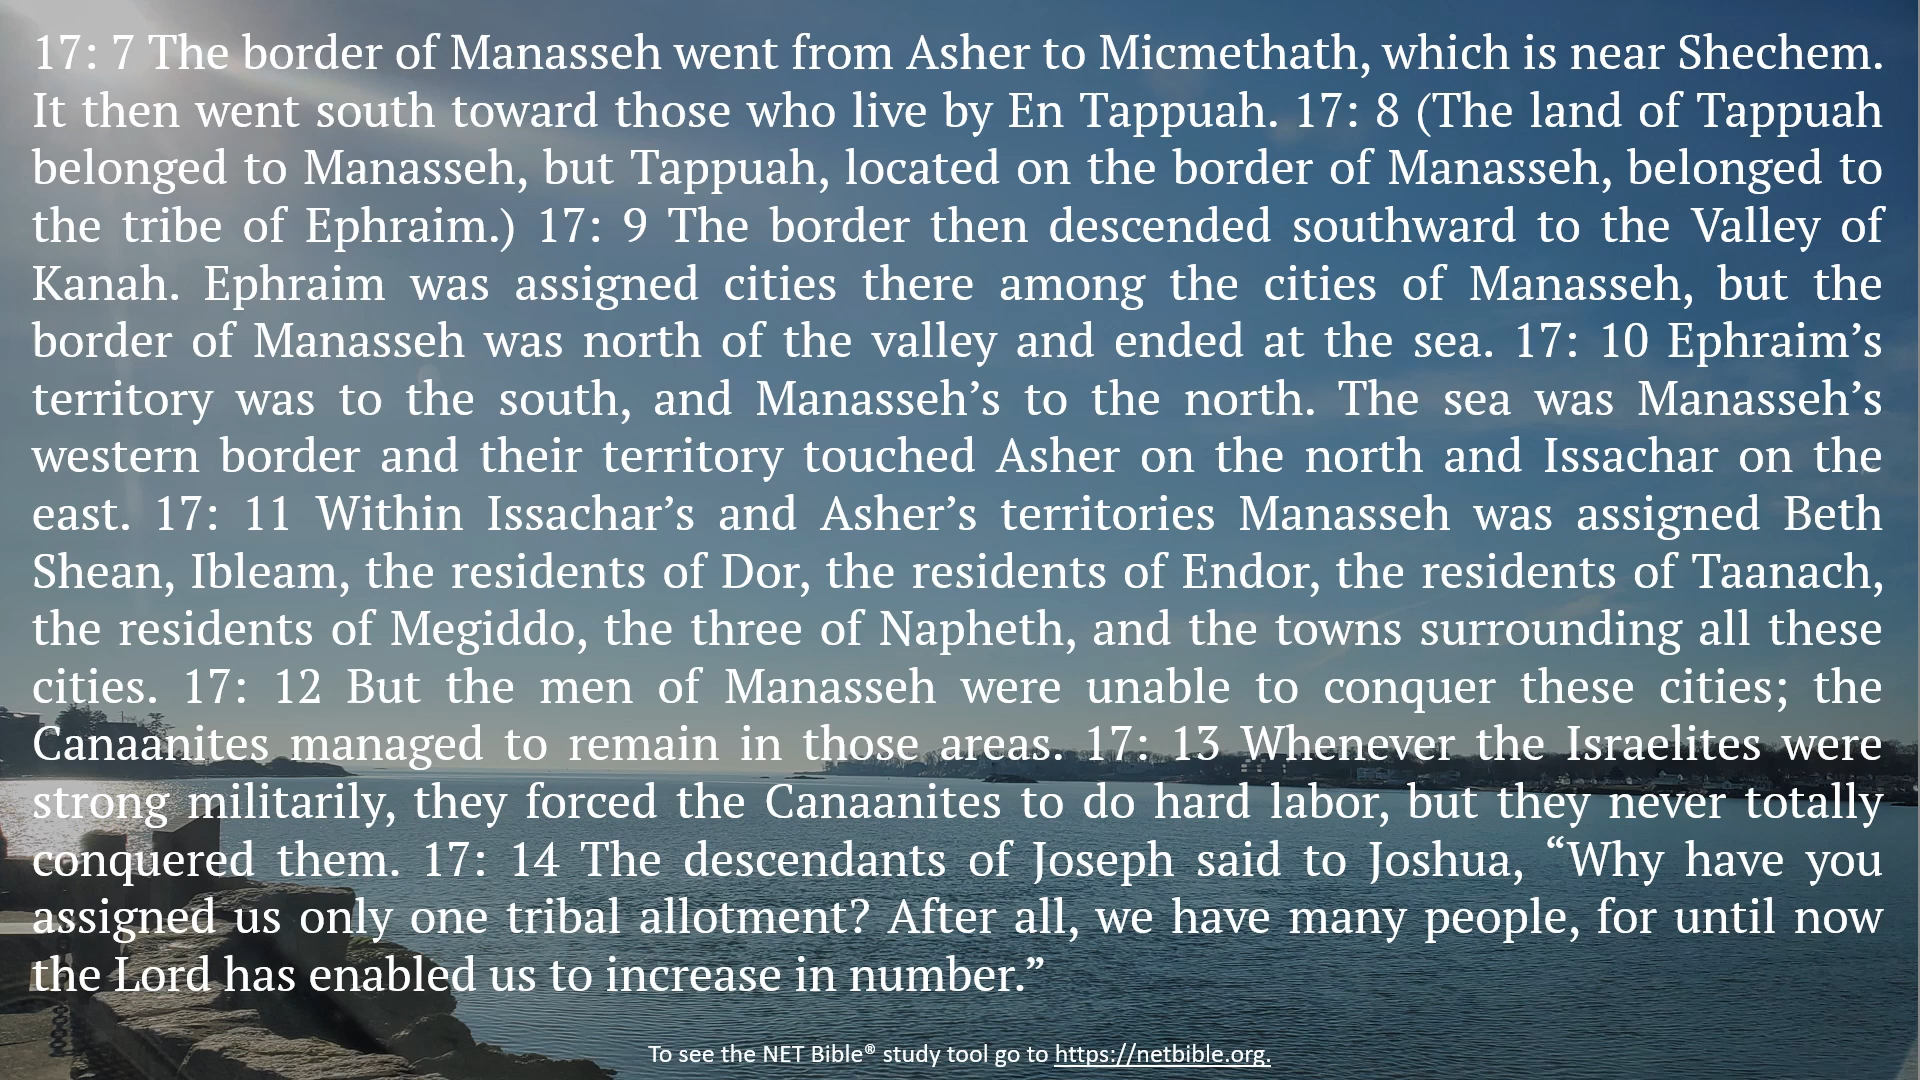 17: 7 The border of Manasseh went from Asher to Micmethath, which is near Shechem.
It then went south toward those who live by En Tappuah. 17: 8 (The land of Tappuah
belonged to Manasseh, but Tappuah, located on the border of Manasseh, belonged to
the tribe of Ephraim.) 17: 9 The border then descended southward to the Valley of
Kanah. Ephraim was assigned cities there among the cities of Manasseh, but the
border of Manasseh was north of the valley and ended at the sea. 17: 10 Ephraim’s
territory was to the south, and Manasseh’s to the north. The sea was Manasseh’s
western border and their territory touched Asher on the north and Issachar on the
east. 17: 11 Within Issachar’s and Asher’s territories Manasseh was assigned Beth
Shean, Ibleam, the residents of Dor, the residents of Endor, the residents of Taanach,
the residents of Megiddo, the three of Napheth, and the towns surrounding all these
cities. 17: 12 But the men of Manasseh were unable to conquer these cities; the
Canaanites managed to remain in those areas. 17: 13 Whenever the Israelites were
strong militarily, they forced the Canaanites to do hard labor, but they never totally
conquered them. 17: 14 The descendants of Joseph said to Joshua, “Why have you
assigned us only one tribal allotment? After all, we have many people, for until now
the Lord has enabled us to increase in number.”
To see the NET Bible® study tool go to https://netbible.org.